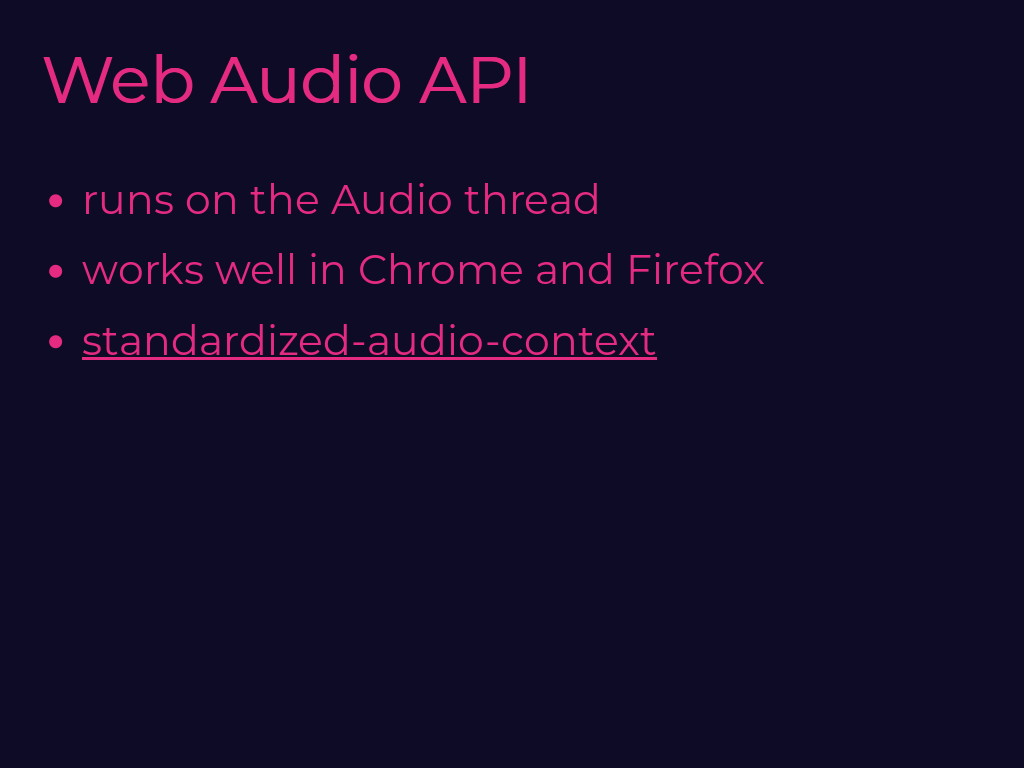 Web Audio API
• runs on the Audio thread
• works well in Chrome and Firefox
• standardized-audio-context